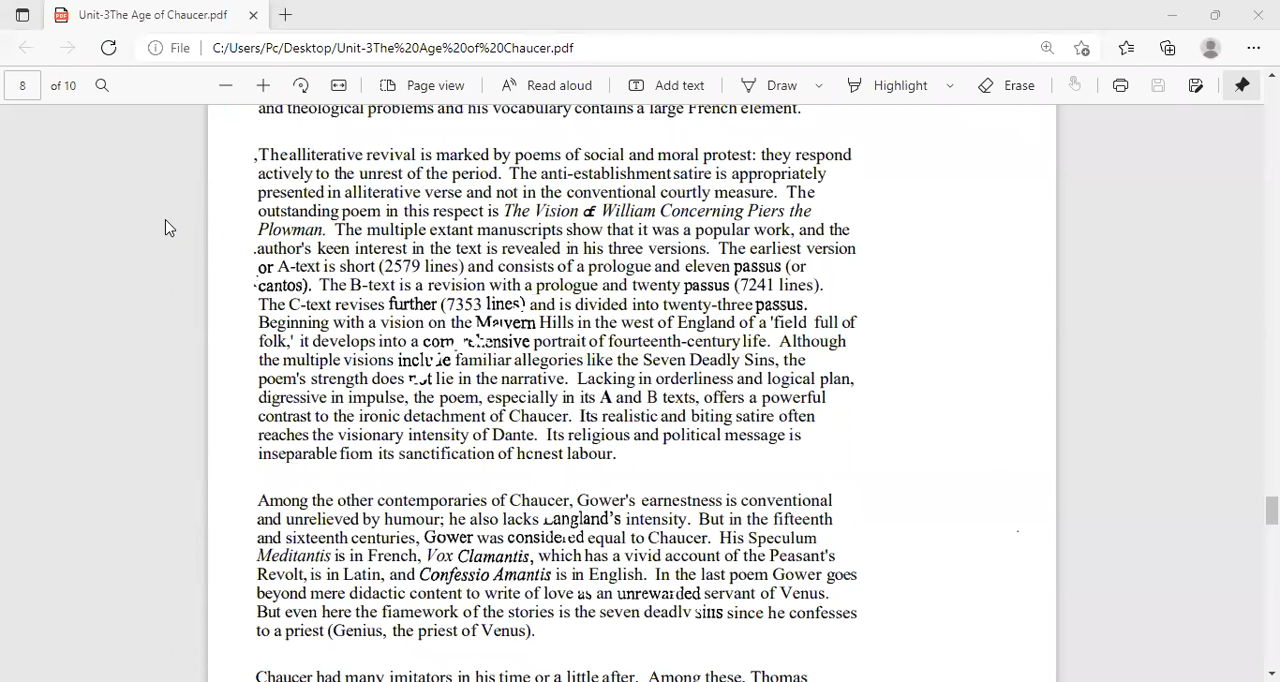 Unit-3The Age of Chaucer.pdf
File C:/Users/Pc/Desktop/Unit-3The%20Age%20of%20Chaucer.pdf
8 of 10 Page view Read aloud Add text Draw Highlight Erase
and theological problems and his vocabulary contains a large French element.
,Thealliterative revival is marked by poems of social and moral protest: they respond
actively to the unrest of the period. The anti-establishment satire is appropriately
presented in alliterative verse and not in the conventional courtly measure. The
outstanding poem in this respect is The Vision of William Concerning Piers the
Plowman. The multiple extant manuscripts show that it was a popular work, and the
.author's keen interest in the text is revealed in his three versions. The earliest version
or A-text is short (2579 lines) and consists of a prologue and eleven passus (or
cantos). The B-text is a revision with a prologue and twenty passus (7241 lines).
The C-text revises further (7353 lines) and is divided into twenty-three passus.
Beginning with a vision on the Malvern Hills in the west of England of a 'field full of
folk,' it develops into a comprehensive portrait of fourteenth-century life. Although
the multiple visions include familiar allegories like the Seven Deadly Sins, the
poem's strength does not lie in the narrative. Lacking in orderliness and logical plan,
digressive in impulse, the poem, especially in its A and B texts, offers a powerful
contrast to the ironic detachment of Chaucer. Its realistic and biting satire often
reaches the visionary intensity of Dante. Its religious and political message is
inseparable fiom its sanctification of hcnest labour.
Among the other contemporaries of Chaucer, Gower's earnestness is conventional
and unrelieved by humour; he also lacks Langland's intensity. But in the fifteenth
and sixteenth centuries, Gower was considered equal to Chaucer. His Speculum
Meditantis is in French, Vox Clamantis, which has a vivid account of the Peasant's
Revolt, is in Latin, and Confessio Amantis is in English. In the last poem Gower goes
beyond mere didactic content to write of love as an unrewarded servant of Venus.
But even here the fiamework of the stories is the seven deadlv sins since he confesses
to a priest (Genius, the priest of Venus).
Chaucer had many imitators in his time or a little after. Among these, Thomas